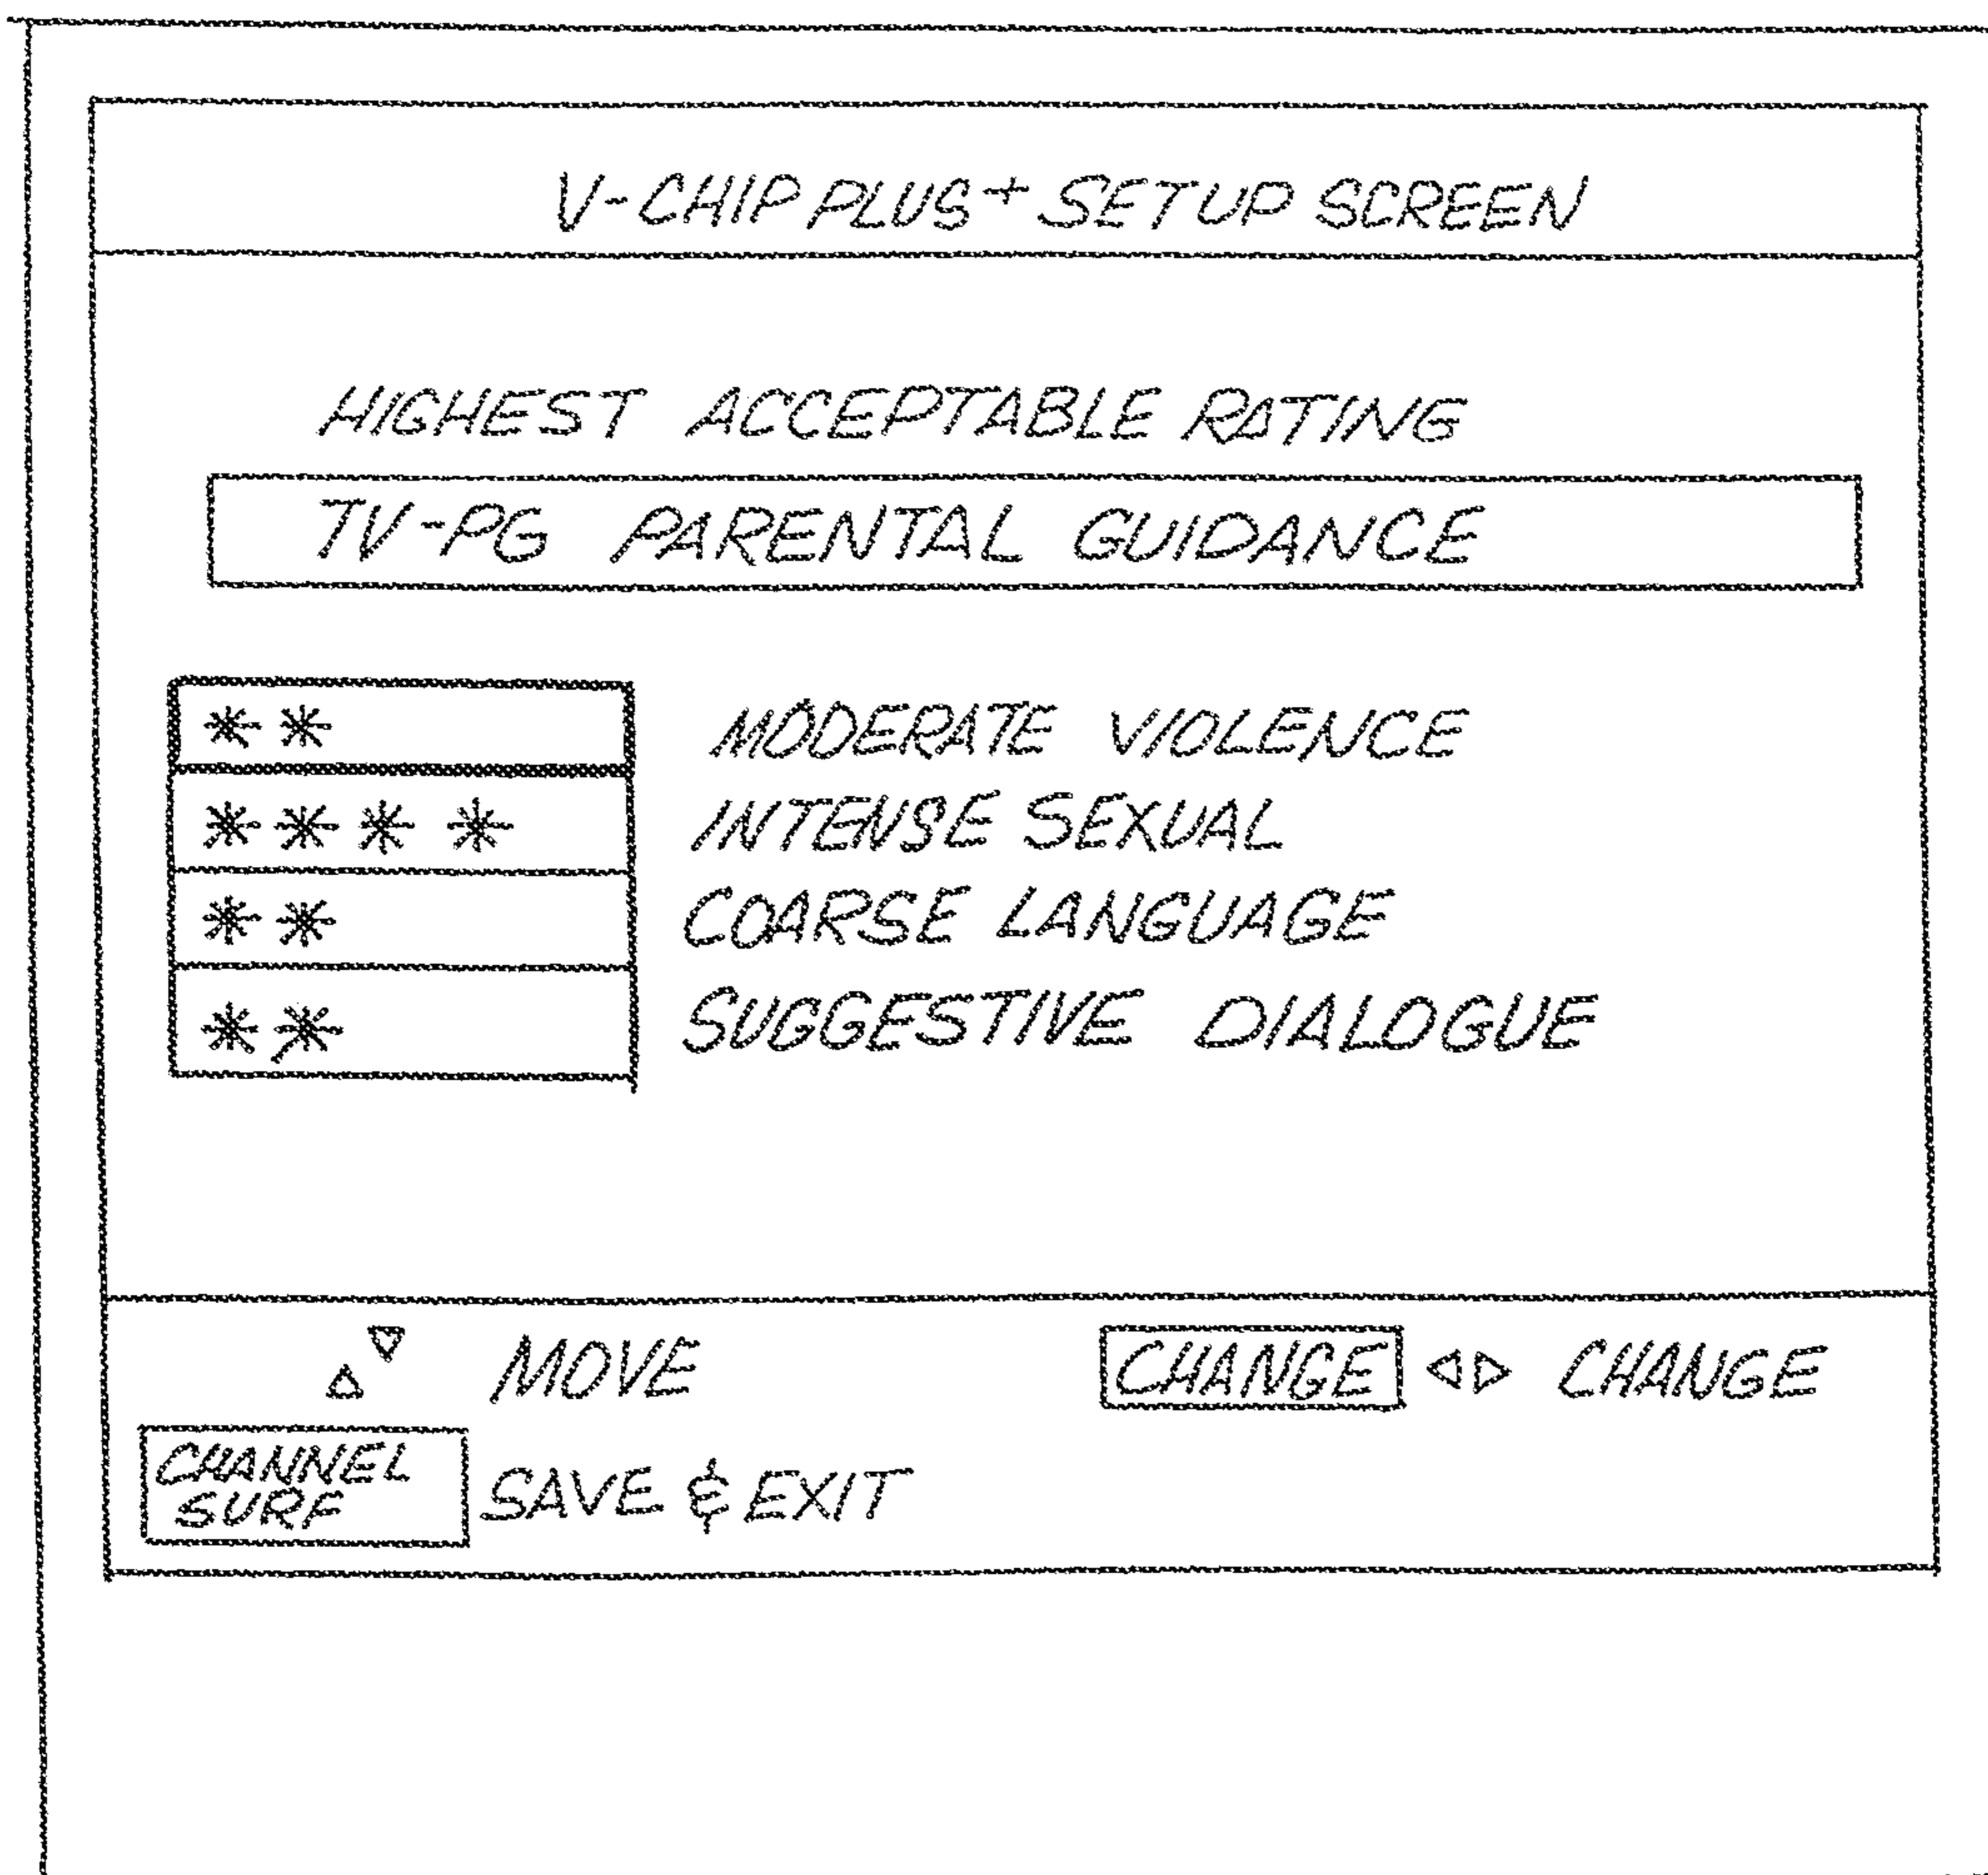 V-CHIP PLUS+ SETUP SCREEN
HIGHEST ACCEPTABLE RATING
TV-PG PARENTAL GUIDANCE
** MODERATE VIOLENCE
**** INTENSE SEXUAL
** COARSE LANGUAGE
** SUGGESTIVE DIALOGUE
MOVE CHANGE CHANGE
CHANNEL
SURF
SAVE & EXIT